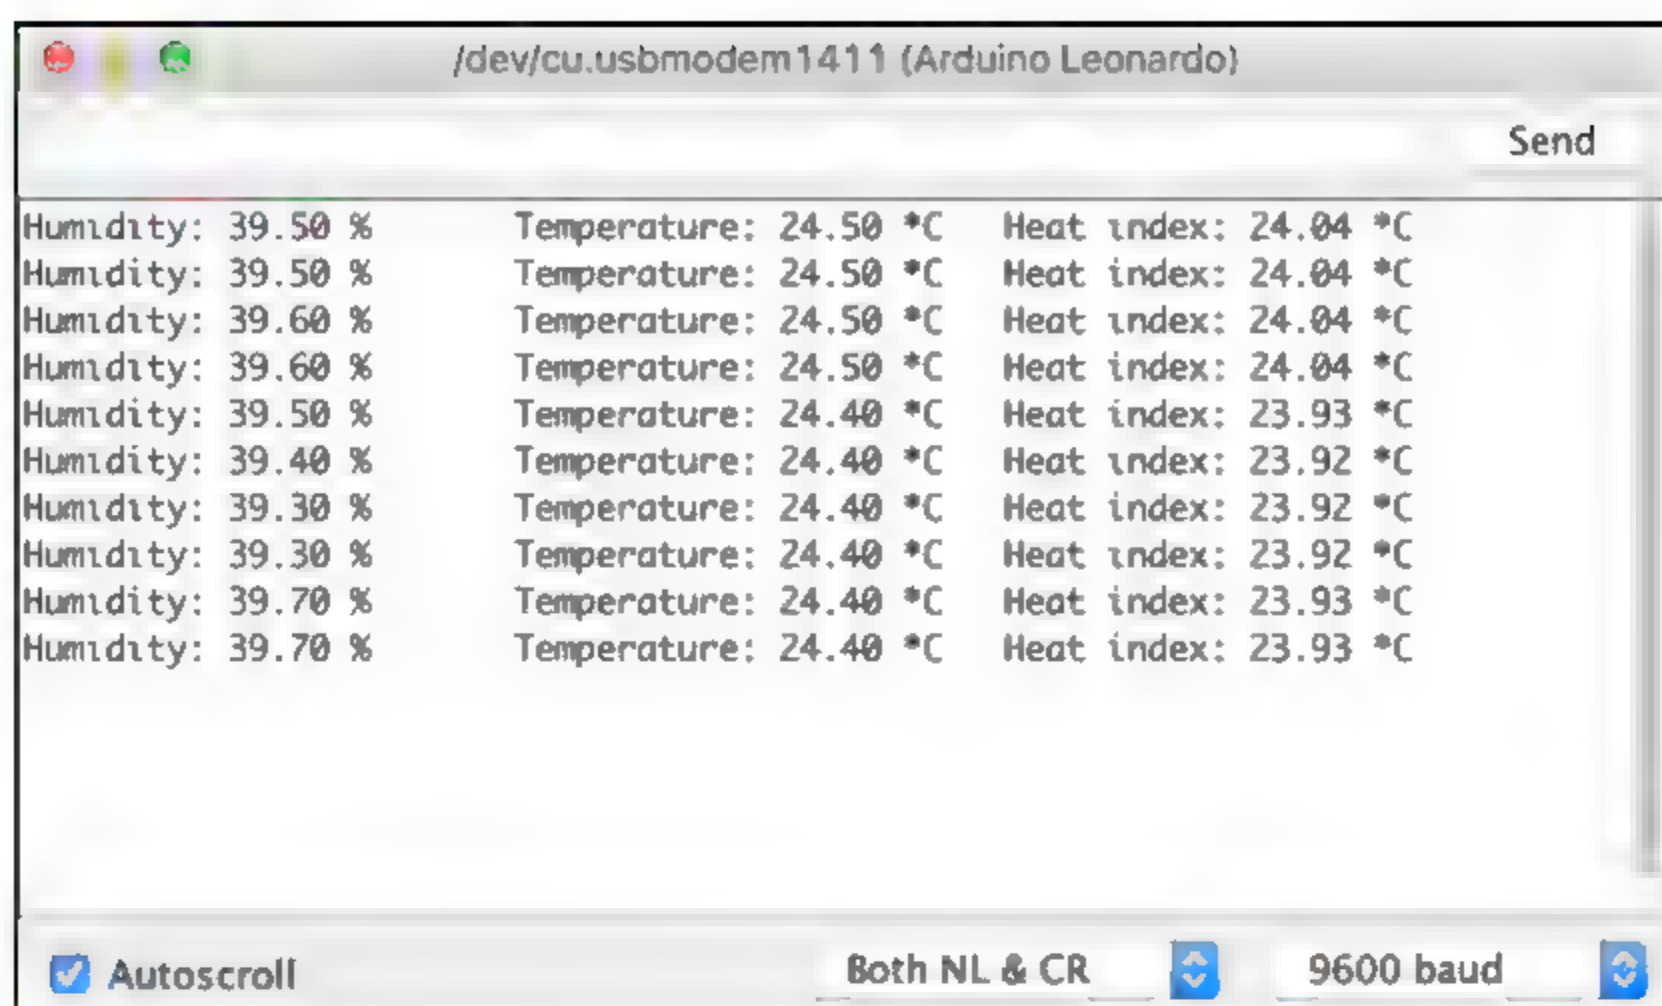 /dev/cu.usbmodem1411 (Arduino Leonardo)
Send
Humidity: 39.50 % Temperature: 24.50 *C Heat index: 24.04 *C
Humidity: 39.50 % Temperature: 24.50 *C Heat index: 24.04 *C
Humidity: 39.60 % Temperature: 24.50 *C Heat index: 24.04 *C
Humidity: 39.60 % Temperature: 24.50 *C Heat index: 24.04 *C
Humidity: 39.50 % Temperature: 24.40 *C Heat index: 23.93 *C
Humidity: 39.40 % Temperature: 24.40 *C Heat index: 23.92 *C
Humidity: 39.30 % Temperature: 24.40 *C Heat index: 23.92 *C
Humidity: 39.30 % Temperature: 24.40 *C Heat index: 23.92 *C
Humidity: 39.70 % Temperature: 24.40 *C Heat index: 23.93 *C
Humidity: 39.70 % Temperature: 24.40 *C Heat index: 23.93 *C
Autoscroll Both NL & CR 9600 baud